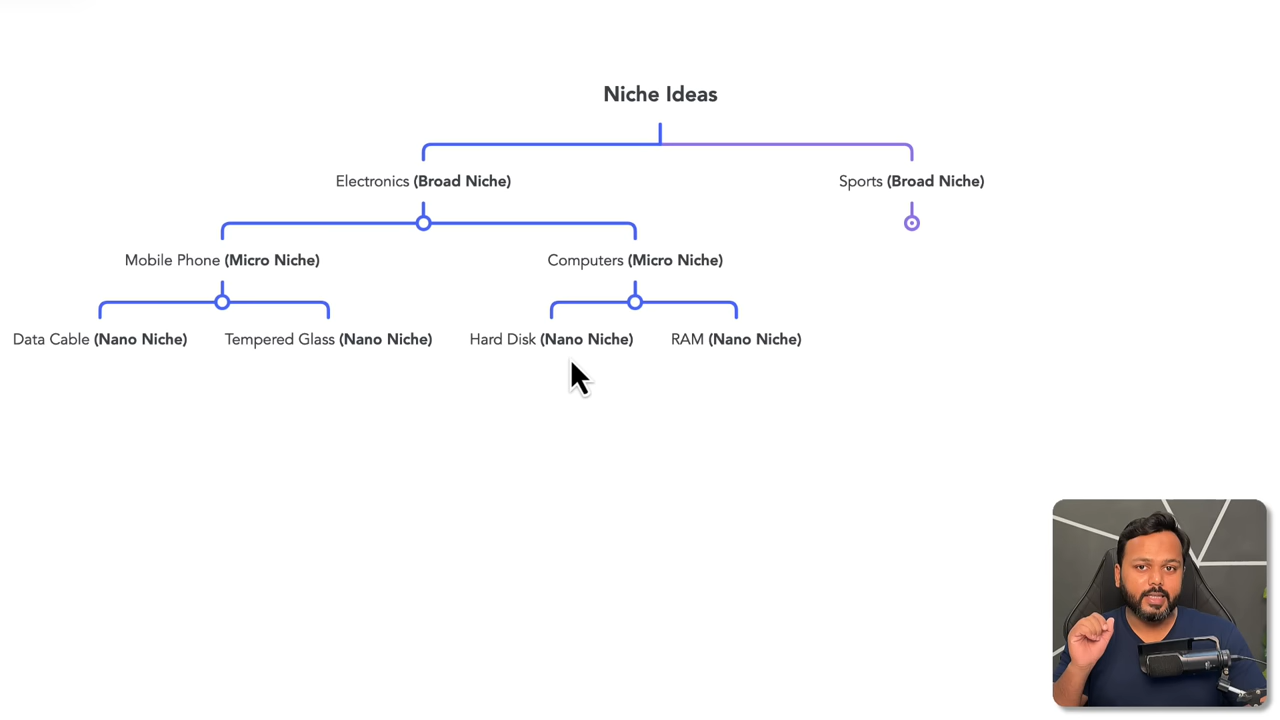 Niche Ideas
Electronics (Broad Niche)
Sports (Broad Niche)
Mobile Phone (Micro Niche)
Computers (Micro Niche)
Data Cable (Nano Niche)
Tempered Glass (Nano Niche)
Hard Disk (Nano Niche)
RAM (Nano Niche)